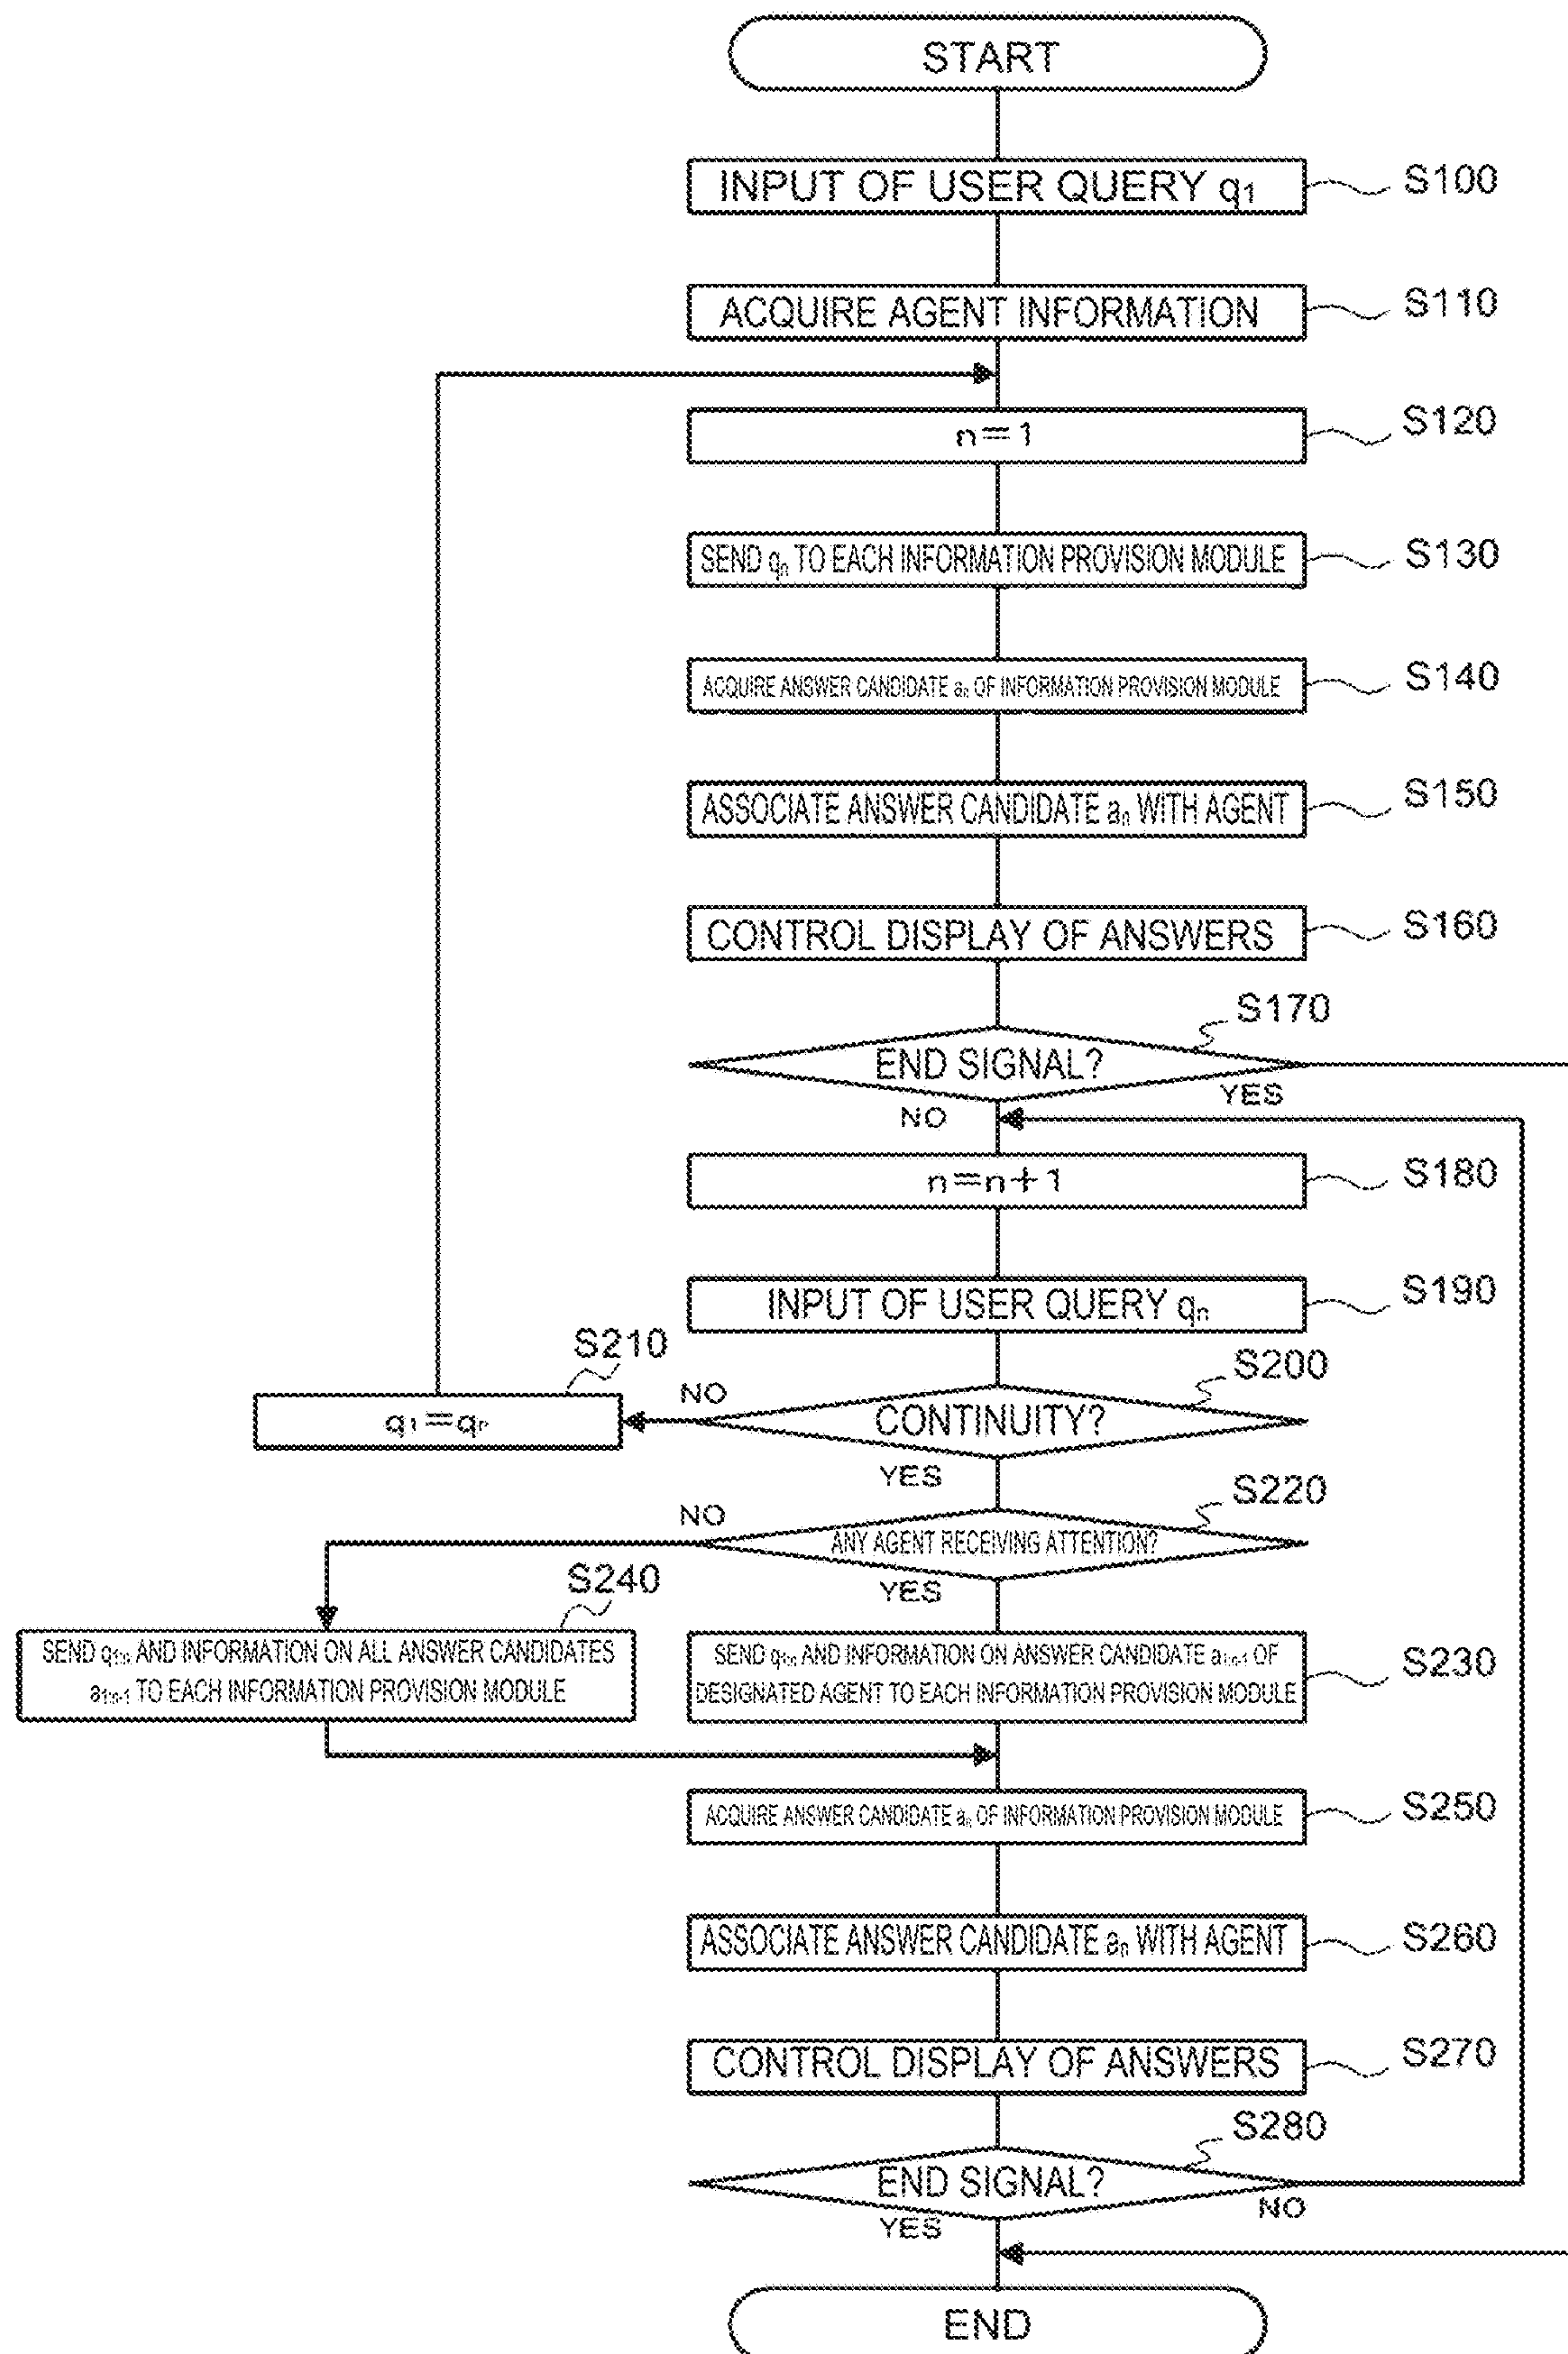 START
INPUT OF USER QUERY q₁
S100
ACQUIRE AGENT INFORMATION
S110
n=1
S120
SEND qₙ TO EACH INFORMATION PROVISION MODULE
S130
ACQUIRE ANSWER CANDIDATE aₙ OF INFORMATION PROVISION MODULE
S140
ASSOCIATE ANSWER CANDIDATE aₙ WITH AGENT
S150
CONTROL DISPLAY OF ANSWERS
S160
S170
END SIGNAL?
YES
NO
n=n+1
S180
INPUT OF USER QUERY qₙ
S190
S210
q₁=qₙ
S200
NO
CONTINUITY?
YES
S220
NO
ANY AGENT RECEIVING ATTENTION?
YES
S240
SEND q₁:ₙ AND INFORMATION ON ALL ANSWER CANDIDATES
a₁:ₙ₋₁ TO EACH INFORMATION PROVISION MODULE
SEND q₁:ₙ AND INFORMATION ON ANSWER CANDIDATE a₁:ₙ₋₁ OF
DESIGNATED AGENT TO EACH INFORMATION PROVISION MODULE
S230
ACQUIRE ANSWER CANDIDATE aₙ OF INFORMATION PROVISION MODULE
S250
ASSOCIATE ANSWER CANDIDATE aₙ WITH AGENT
S260
CONTROL DISPLAY OF ANSWERS
S270
S280
END SIGNAL?
NO
YES
END